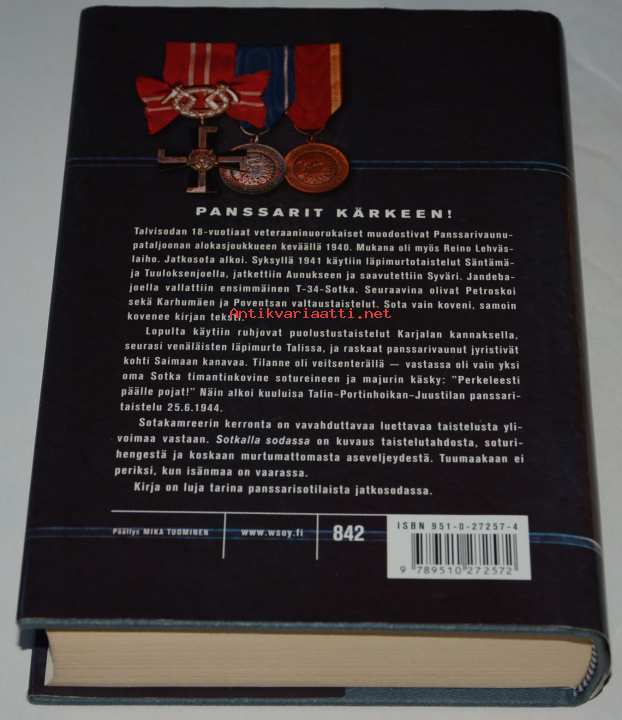 PANSSARIT KÄRKEEN!
Talvisodan 18-vuotiaat veteraaninuorukaiset muodostivat Panssarivaunu-
pataljoonan alokasjoukkueen keväällä 1940. Mukana oli myös Reino Lehväs-
laiho. Jatkosota alkoi. Syksyllä 1941 käytiin läpimurtotaistelut Säntämä-
ja Tuuloksenjoella, jatkettiin Aunukseen ja saavutettiin Syväri. Jandeba-
joella vallattiin ensimmäinen T-34-Sotka. Seuraavina olivat Petroskoi
sekä Karhumäen ja Poventsan valtaustaistelut. Sota vain koveni, samoin
kovenee kirjan teksti.
Antikvariaatti.net
Lopulta käytiin ruhjovat puolustustaistelut Karjalan kannaksella,
seurasi venäläisten läpimurto Talissa, ja raskaat panssarivaunut jyristivät
kohti Saimaan kanavaa. Tilanne oli veitsenterällä — vastassa oli vain yksi
oma Sotka timantinkovine sotureineen ja majurin käsky: "Perkeleesti
päälle pojat!" Näin alkoi kuuluisa Talin-Portinhoikan-Juustilan panssari-
taistelu 25.6.1944.
Sotakamreerin kerronta on vavahduttavaa luettavaa taistelusta yli-
voimaa vastaan. Sotkalla sodassa on kuvaus taistelutahdosta, soturi-
hengestä ja koskaan murtumattomasta aseveljeydestä. Tuumaakaan ei
periksi, kun isänmaa on vaarassa.
Kirja on luja tarina panssarisotilaista jatkosodassa.
Päällys MIKA TUOMINEN
www.wsoy.fi
842
ISBN 951-0-27257-4
9 789510 272572